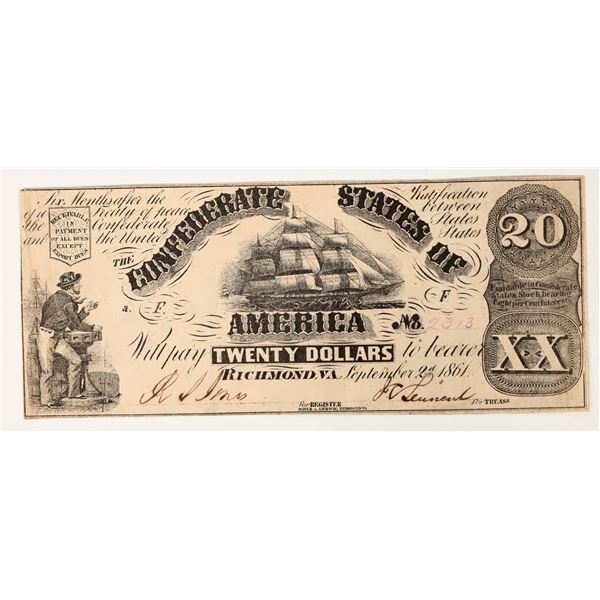 Six Months after the Ratification
of a Treaty of peace between
the Confederate States
and the United States
RECEIVABLE
IN
PAYMENT
OF ALL DUES
EXCEPT
EXPORT DUES
THE CONFEDERATE STATES OF
AMERICA
20
a. F F
No. 2313
Fundable in Confederate
States Stock bearing
Eight per Cent Interest
XX
Will pay TWENTY DOLLARS to bearer
RICHMOND, VA. September 2nd 1861.
For REGISTER
HOYER & LUDWIG, RICHMOND VA.
For TREASR